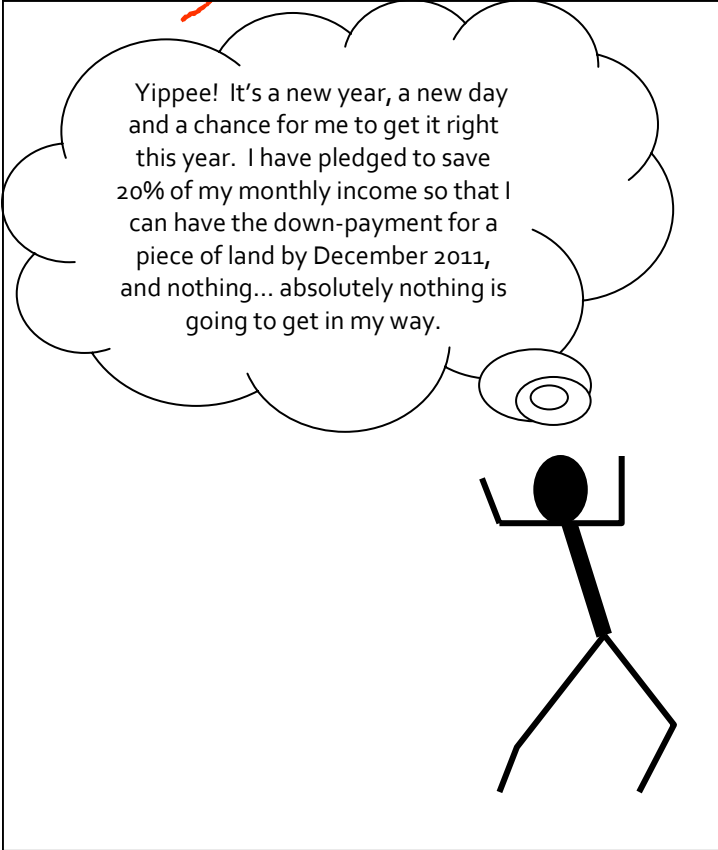 Yippee!  It’s a new year, a new day
and a chance for me to get it right
this year.  I have pledged to save
20% of my monthly income so that I
can have the down-payment for a
piece of land by December 2011,
and nothing... absolutely nothing is
going to get in my way.